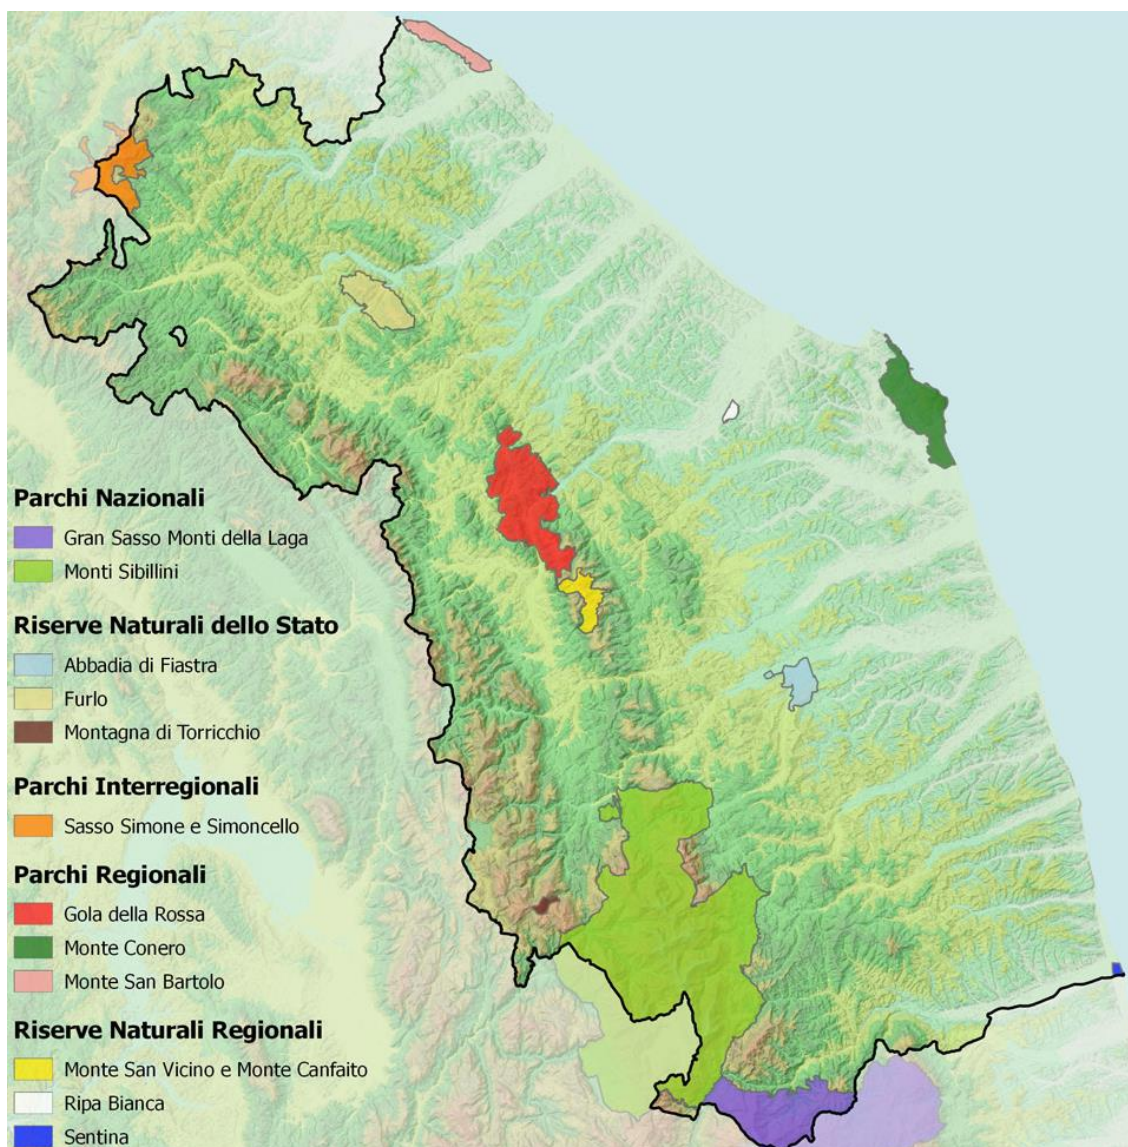 Parchi Nazionali
Gran Sasso Monti della Laga
Monti Sibillini
Riserve Naturali dello Stato
Abbadia di Fiastra
Furlo
Montagna di Torricchio
Parchi Interregionali
Sasso Simone e Simoncello
Parchi Regionali
Gola della Rossa
Monte Conero
Monte San Bartolo
Riserve Naturali Regionali
Monte San Vicino e Monte Canfaito
Ripa Bianca
Sentina